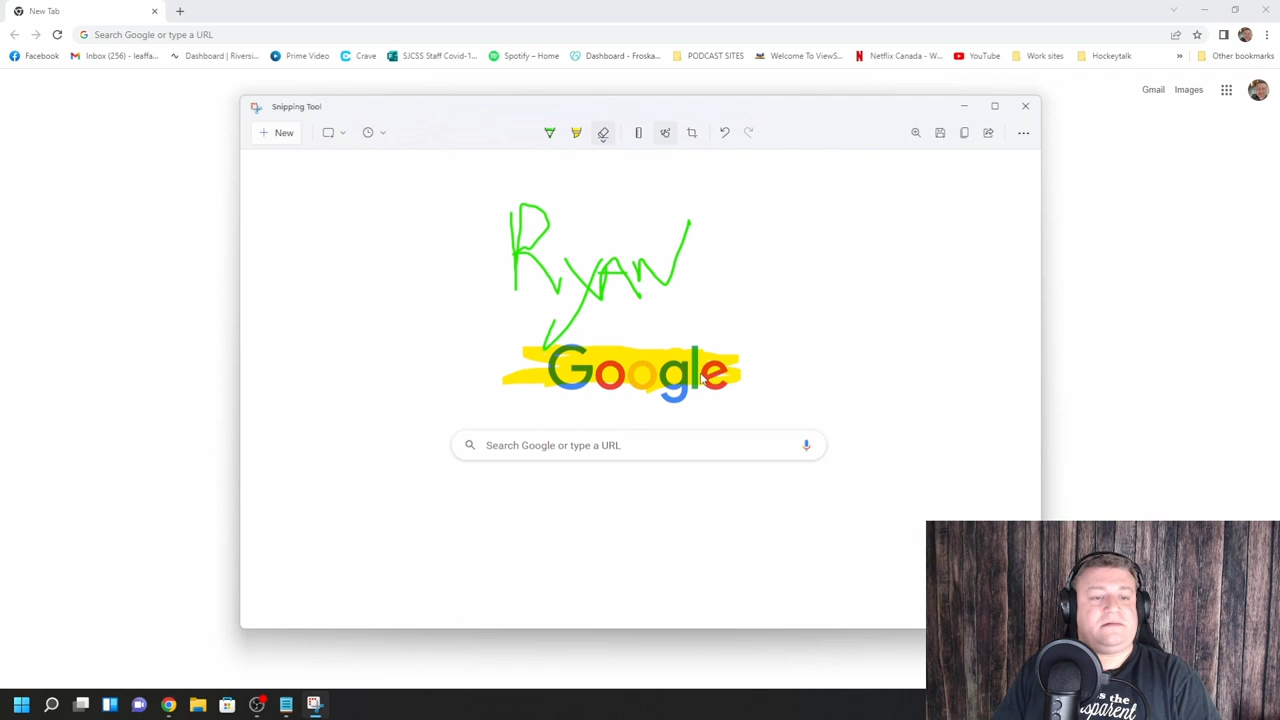 New Tab
Search Google or type a URL
Facebook
Inbox (256) - leaffa...
Dashboard | Riversi...
Prime Video
Crave
SJCSS Staff Covid-1...
Spotify – Home
Dashboard - Froska...
PODCAST SITES
Welcome To ViewS...
Netflix Canada - W...
YouTube
Work sites
Hockeytalk
»
Other bookmarks
Gmail
Images
Snipping Tool
New
RYAN
Google
Search Google or type a URL
is the